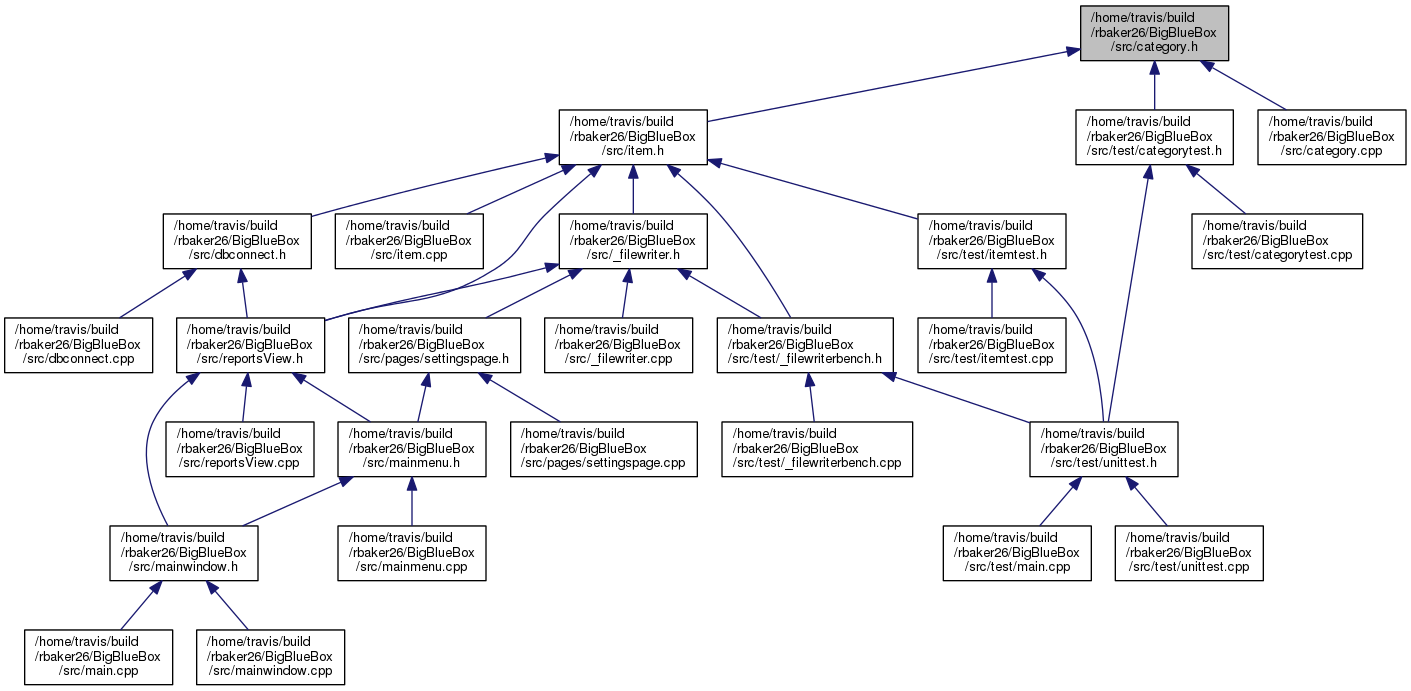 /home/travis/build
/rbaker26/BigBlueBox
/src/category.h
/home/travis/build
/rbaker26/BigBlueBox
/src/item.h
/home/travis/build
/rbaker26/BigBlueBox
/src/test/categorytest.h
/home/travis/build
/rbaker26/BigBlueBox
/src/category.cpp
/home/travis/build
/rbaker26/BigBlueBox
/src/dbconnect.h
/home/travis/build
/rbaker26/BigBlueBox
/src/item.cpp
/home/travis/build
/rbaker26/BigBlueBox
/src/_filewriter.h
/home/travis/build
/rbaker26/BigBlueBox
/src/test/itemtest.h
/home/travis/build
/rbaker26/BigBlueBox
/src/test/categorytest.cpp
/home/travis/build
/rbaker26/BigBlueBox
/src/dbconnect.cpp
/home/travis/build
/rbaker26/BigBlueBox
/src/reportsView.h
/home/travis/build
/rbaker26/BigBlueBox
/src/pages/settingspage.h
/home/travis/build
/rbaker26/BigBlueBox
/src/_filewriter.cpp
/home/travis/build
/rbaker26/BigBlueBox
/src/test/_filewriterbench.h
/home/travis/build
/rbaker26/BigBlueBox
/src/test/itemtest.cpp
/home/travis/build
/rbaker26/BigBlueBox
/src/reportsView.cpp
/home/travis/build
/rbaker26/BigBlueBox
/src/mainmenu.h
/home/travis/build
/rbaker26/BigBlueBox
/src/pages/settingspage.cpp
/home/travis/build
/rbaker26/BigBlueBox
/src/test/_filewriterbench.cpp
/home/travis/build
/rbaker26/BigBlueBox
/src/test/unittest.h
/home/travis/build
/rbaker26/BigBlueBox
/src/mainwindow.h
/home/travis/build
/rbaker26/BigBlueBox
/src/mainmenu.cpp
/home/travis/build
/rbaker26/BigBlueBox
/src/test/main.cpp
/home/travis/build
/rbaker26/BigBlueBox
/src/test/unittest.cpp
/home/travis/build
/rbaker26/BigBlueBox
/src/main.cpp
/home/travis/build
/rbaker26/BigBlueBox
/src/mainwindow.cpp